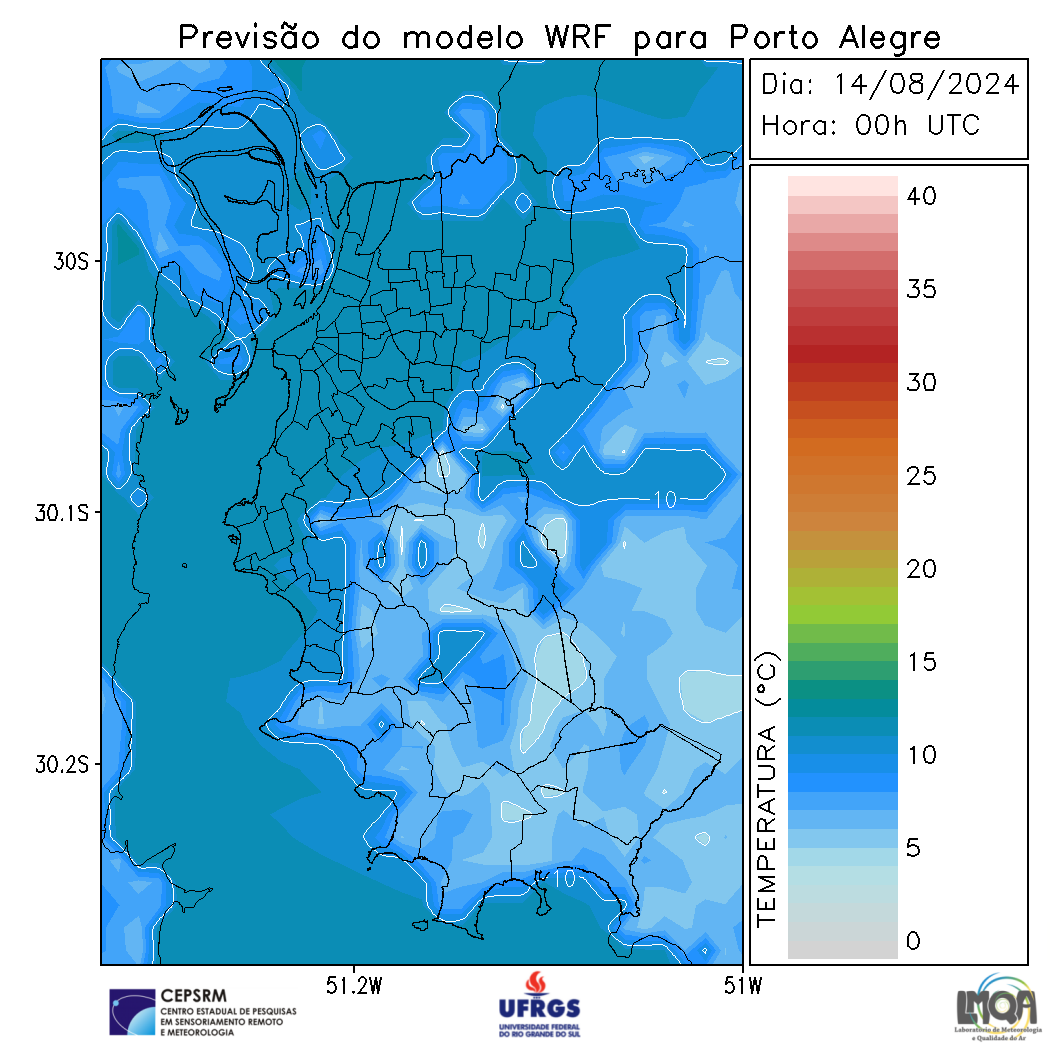 Previsão do modelo WRF para Porto Alegre
Dia: 14/08/2024
Hora: 00h UTC
40
35
30
25
20
15
10
5
0
TEMPERATURA (°C)
30S
30.1S
30.2S
51.2W
51W
10
10
CEPSRM
CENTRO ESTADUAL DE PESQUISAS
EM SENSORIAMENTO REMOTO
E METEOROLOGIA
UFRGS
UNIVERSIDADE FEDERAL
DO RIO GRANDE DO SUL
LMQA
Laboratório de Meteorologia
e Qualidade do Ar